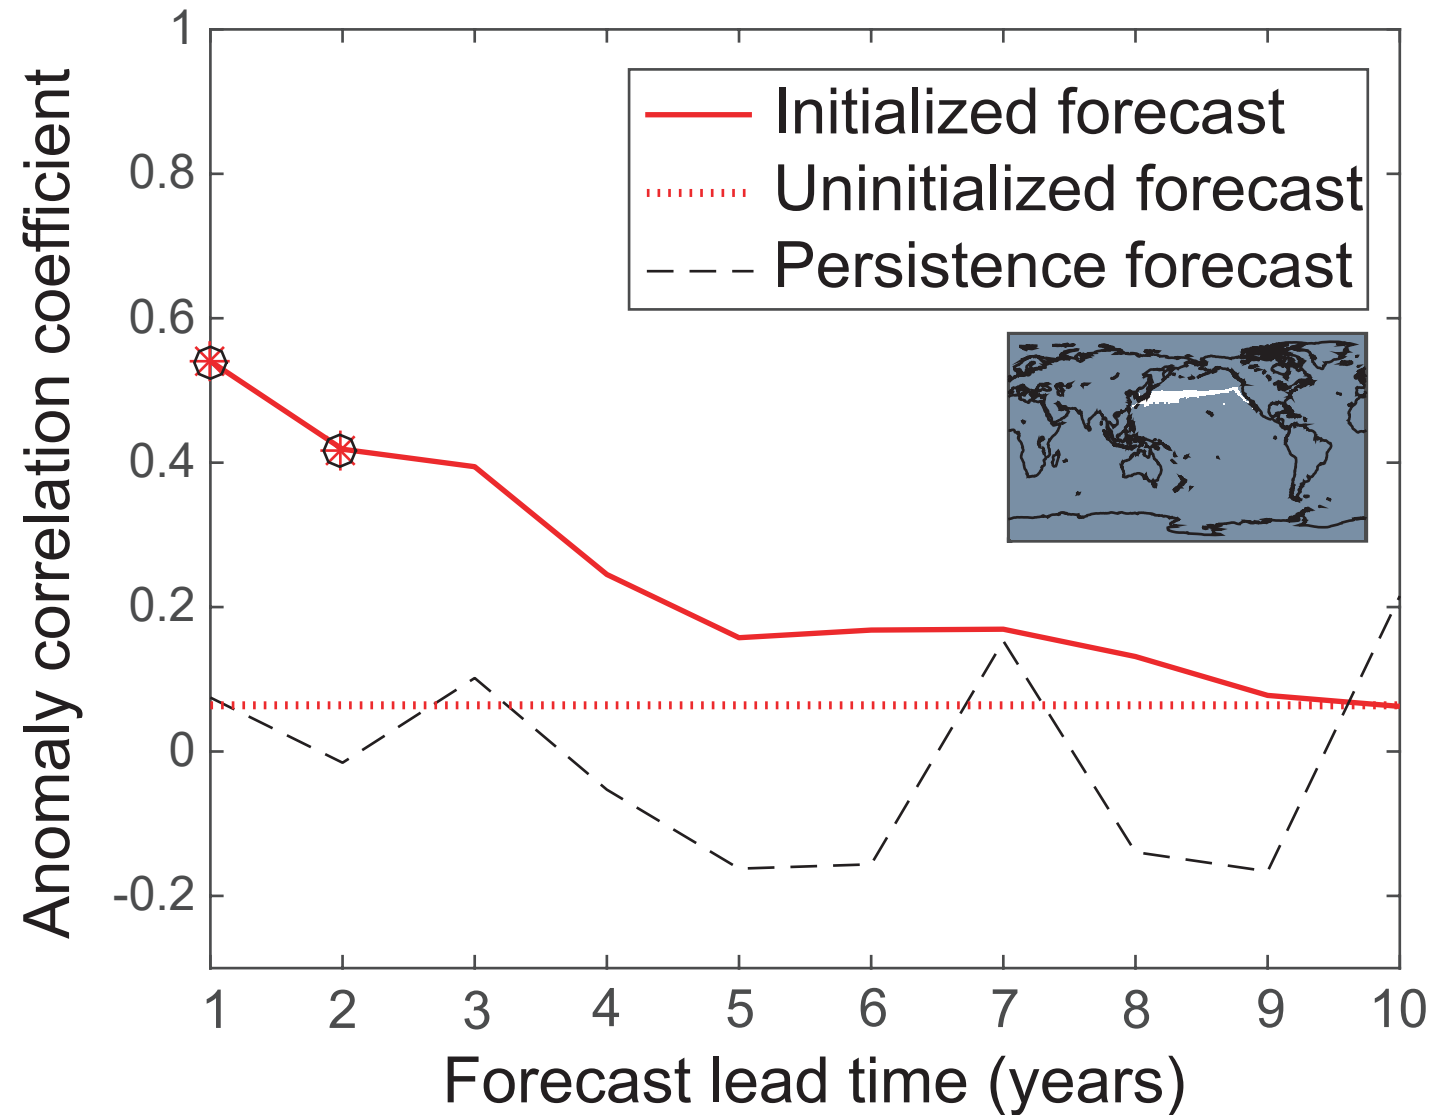 Anomaly correlation coefficient
1
0.8
0.6
0.4
0.2
0
-0.2
Initialized forecast
Uninitialized forecast
Persistence forecast
1 2 3 4 5 6 7 8 9 10
Forecast lead time (years)